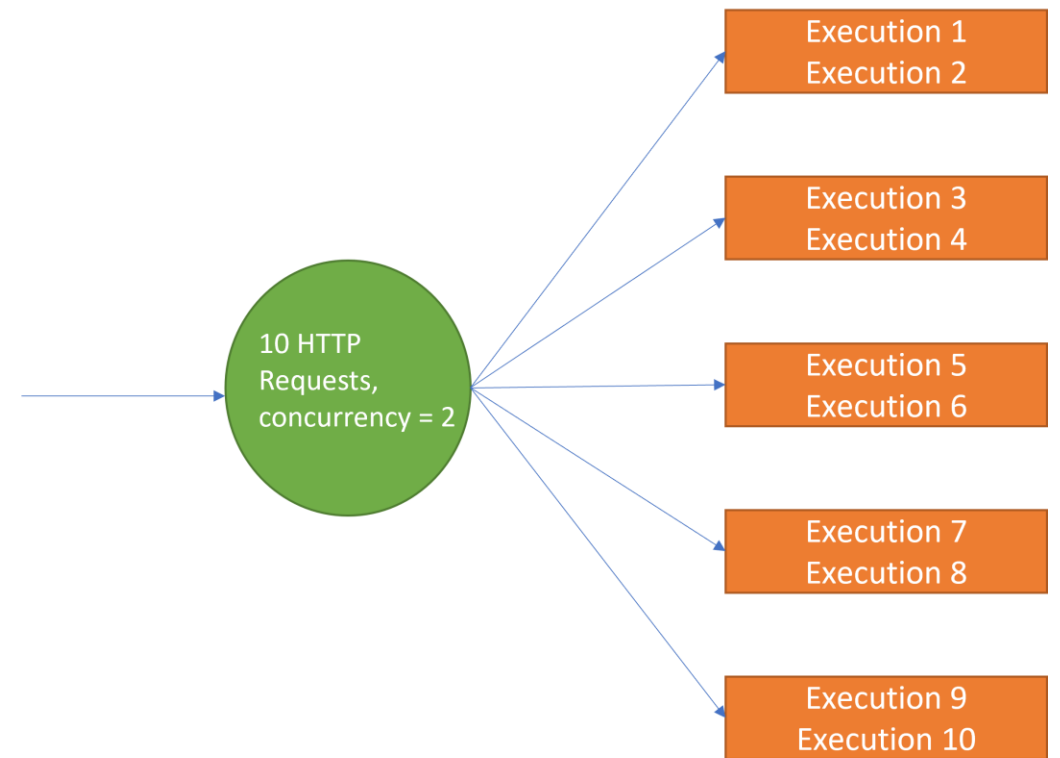 10 HTTP
Requests,
concurrency = 2
Execution 1
Execution 2
Execution 3
Execution 4
Execution 5
Execution 6
Execution 7
Execution 8
Execution 9
Execution 10